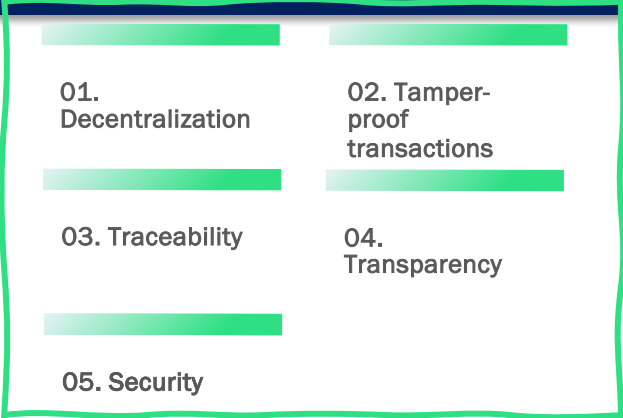 01.
Decentralization
02. Tamper-
proof
transactions
03. Traceability
04.
Transparency
05. Security